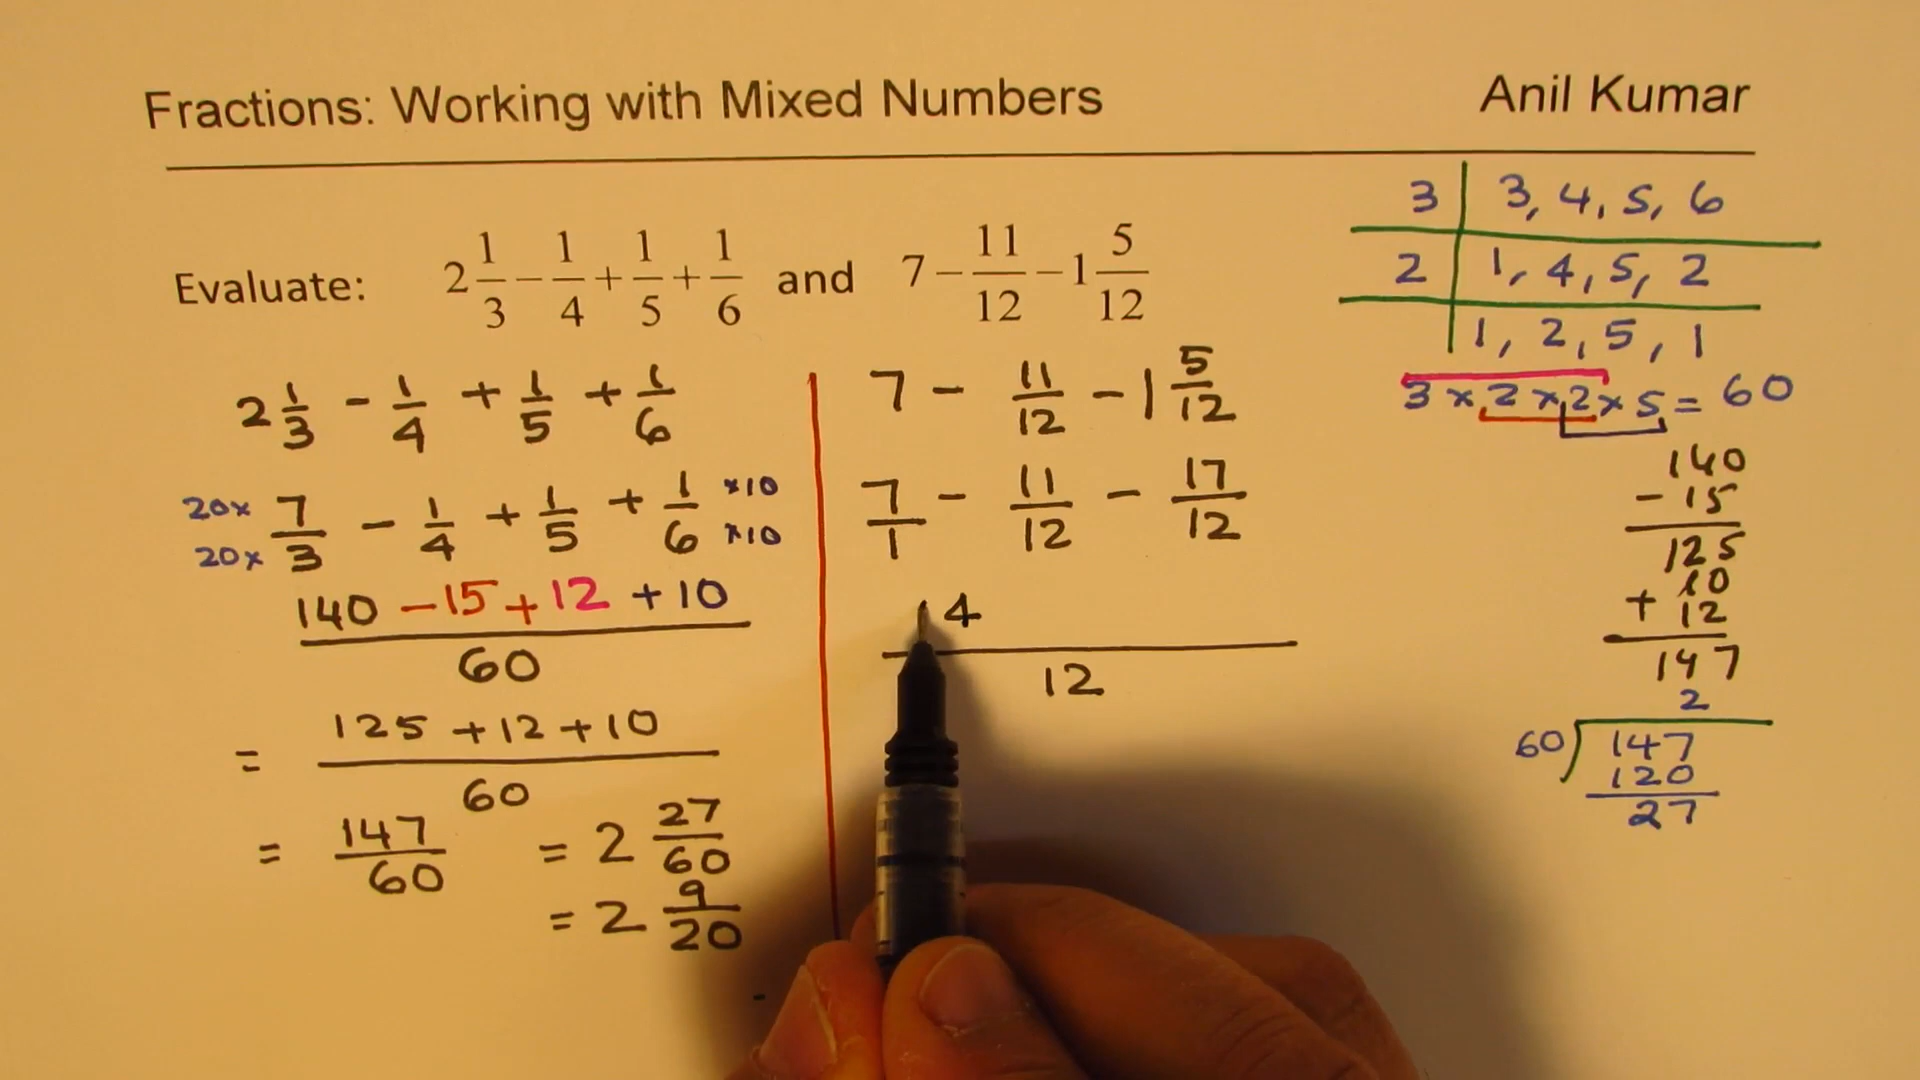 Fractions: Working with Mixed Numbers Anil Kumar
Evaluate: 2 1/3 − 1/4 + 1/5 + 1/6 and 7 − 11/12 − 1 5/12
2 1/3 − 1/4 + 1/5 + 1/6
20x 7/3 − 1/4 + 1/5 + 1/6 x10
20x x10
140 − 15 + 12 + 10
60
= 125 + 12 + 10
60
= 147/60 = 2 27/60
= 2 9/20
7 − 11/12 − 1 5/12
7/1 − 11/12 − 17/12
4
12
3 | 3, 4, 5, 6
2 | 1, 4, 5, 2
1, 2, 5, 1
3 x 2 x 2 x 5 = 60
140
− 15
125
10
+ 12
147
2
60 ) 147
120
27